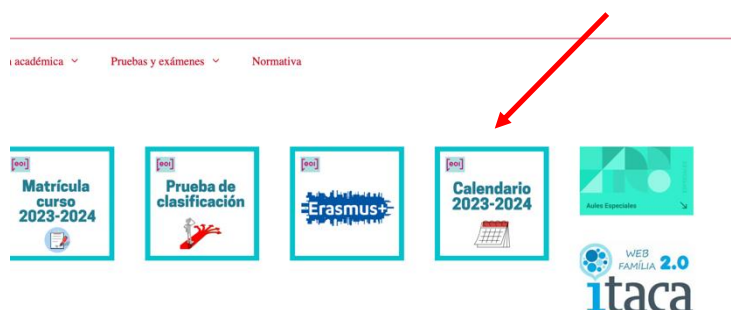 académica
Pruebas y exámenes
Normativa
[eoi]
Matrícula
curso
2023-2024
[eoi]
Prueba de
clasificación
[eoi]
Erasmus+
[eoi]
Calendario
2023-2024
Aules Especiales
WEB
FAMÍLIA 2.0
itaca